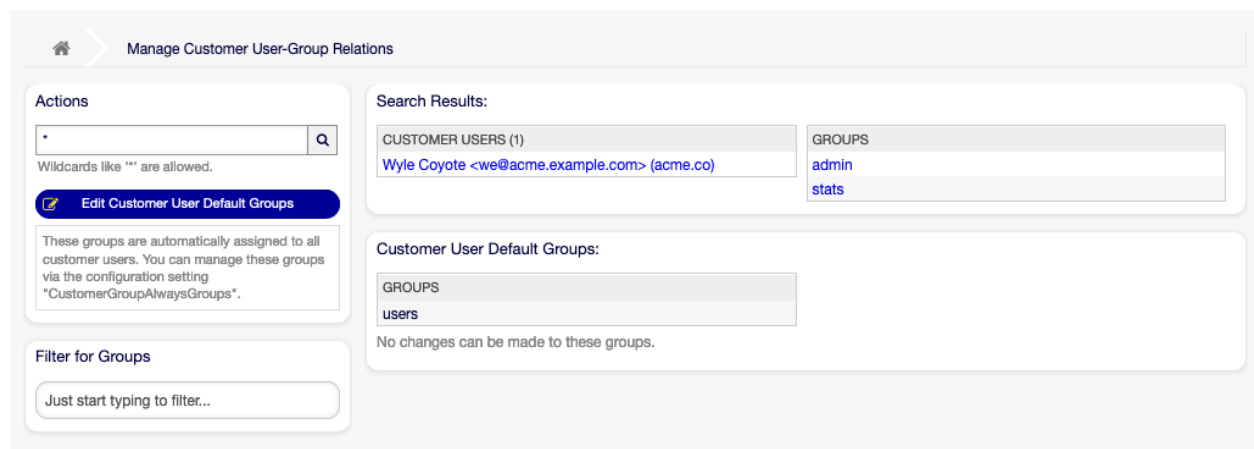 Manage Customer User-Group Relations
Actions
*
Wildcards like '*' are allowed.
Edit Customer User Default Groups
These groups are automatically assigned to all
customer users. You can manage these groups
via the configuration setting
"CustomerGroupAlwaysGroups".
Filter for Groups
Just start typing to filter...
Search Results:
CUSTOMER USERS (1)
Wyle Coyote <we@acme.example.com> (acme.co)
GROUPS
admin
stats
Customer User Default Groups:
GROUPS
users
No changes can be made to these groups.